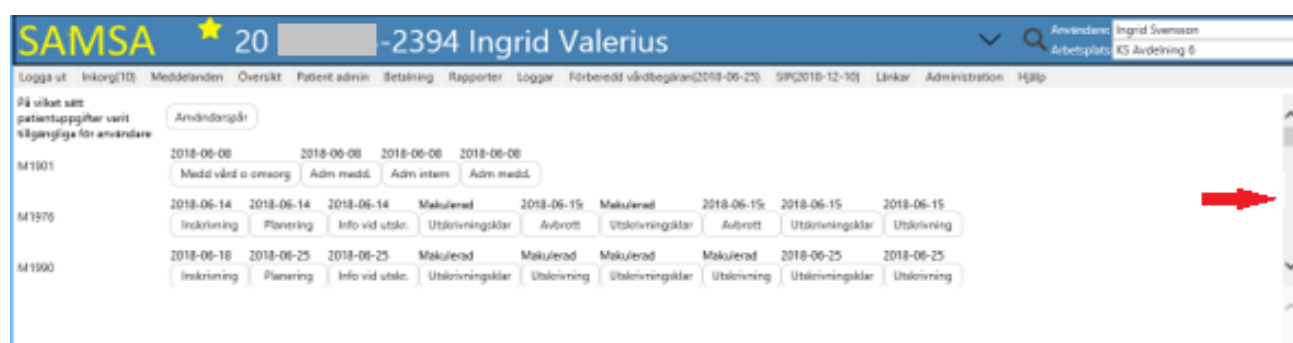 SAMSA 20 -2394 Ingrid Valerius
Användare: Ingrid Svensson
Arbetsplats: KS Avdelning 6
Logga ut Inkorg(10) Meddelanden Översikt Patient admin Betalning Rapporter Loggar Förberedd vårdbegäran(2018-06-25) SIP(2018-12-10) Länkar Administration Hjälp
På vilket sätt
patientuppgifter varit
tillgängliga för användare
Användarspår
2018-06-08 2018-06-08 2018-06-08 2018-06-08
M1901 Medd vård o omsorg Adm medd. Adm intern Adm medd.
2018-06-14 2018-06-14 2018-06-14 Makulerad 2018-06-15; Makulerad 2018-06-15; 2018-06-15 2018-06-15
M1976 Inskrivning Planering Info vid utskr. Utskrivningsklar Avbrott Utskrivningsklar Avbrott Utskrivningsklar Utskrivning
2018-06-18 2018-06-25 2018-06-25 Makulerad Makulerad Makulerad Makulerad 2018-06-25 2018-06-25
M1990 Inskrivning Planering Info vid utskr. Utskrivningsklar Utskrivning Utskrivningsklar Utskrivning Utskrivningsklar Utskrivning